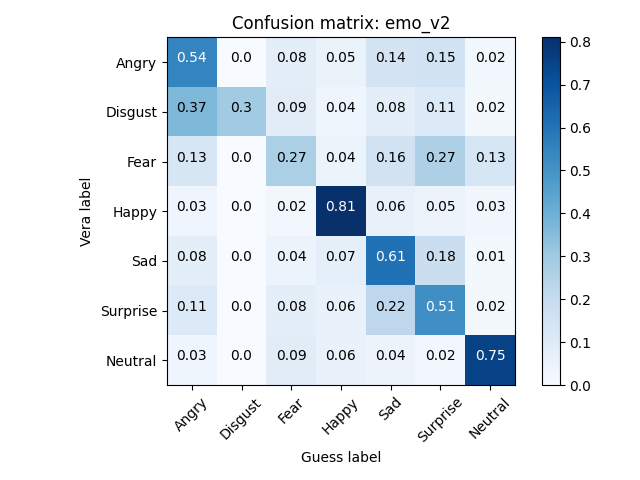 Confusion matrix: emo_v2
Angry 0.54 0.0 0.08 0.05 0.14 0.15 0.02
Disgust 0.37 0.3 0.09 0.04 0.08 0.11 0.02
Fear 0.13 0.0 0.27 0.04 0.16 0.27 0.13
Happy 0.03 0.0 0.02 0.81 0.06 0.05 0.03
Sad 0.08 0.0 0.04 0.07 0.61 0.18 0.01
Surprise 0.11 0.0 0.08 0.06 0.22 0.51 0.02
Neutral 0.03 0.0 0.09 0.06 0.04 0.02 0.75
Angry Disgust Fear Happy Sad Surprise Neutral
Guess label
Vera label
0.8
0.7
0.6
0.5
0.4
0.3
0.2
0.1
0.0